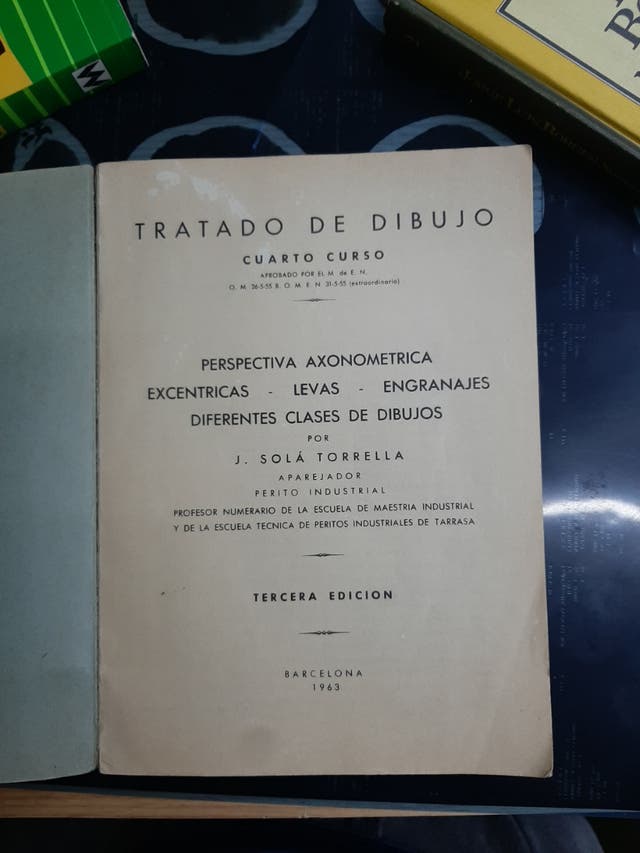 TRATADO DE DIBUJO
CUARTO CURSO
APROBADO POR EL M. de E. N.
O. M. 26-5-55 B. O. M. E. N. 31-5-55 (extraordinario)
PERSPECTIVA AXONOMETRICA
EXCENTRICAS - LEVAS - ENGRANAJES
DIFERENTES CLASES DE DIBUJOS
POR
J. SOLÁ TORRELLA
APAREJADOR
PERITO INDUSTRIAL
PROFESOR NUMERARIO DE LA ESCUELA DE MAESTRIA INDUSTRIAL
Y DE LA ESCUELA TECNICA DE PERITOS INDUSTRIALES DE TARRASA
TERCERA EDICION
BARCELONA
1963